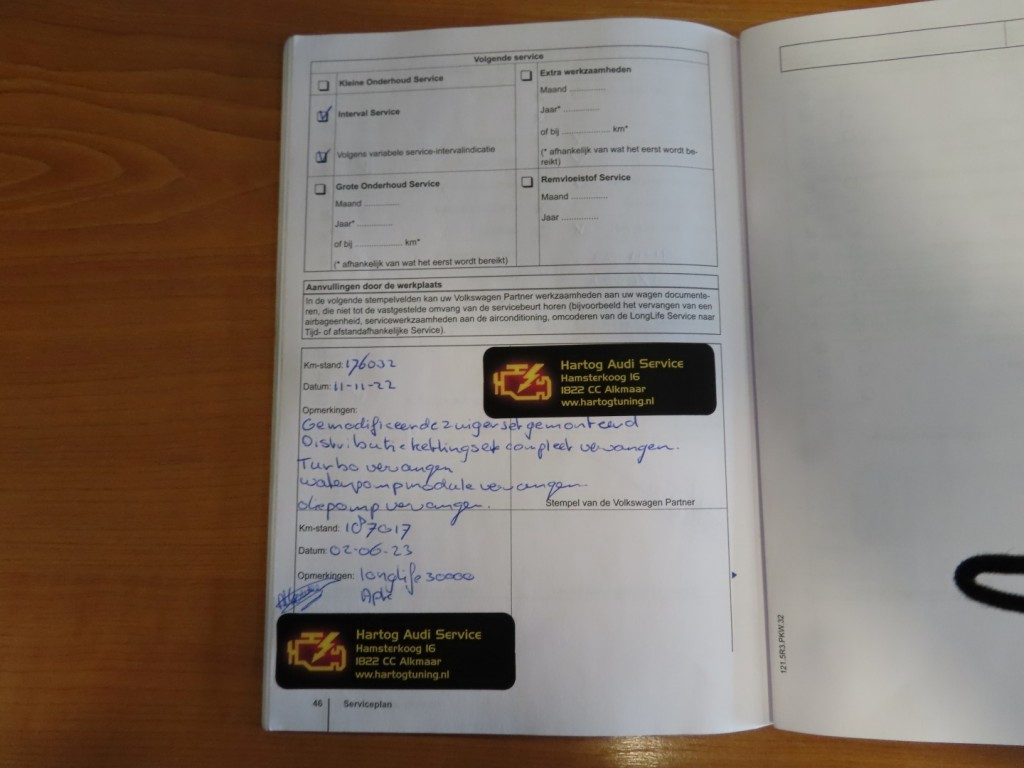 Volgende service
Kleine Onderhoud Service
Interval Service
Volgens variabele service-intervalindicatie
Grote Onderhoud Service
Maand ............
Jaar* ............
of bij ................ km*
(* afhankelijk van wat het eerst wordt bereikt)
Extra werkzaamheden
Maand ............
Jaar* ............
of bij ................ km*
(* afhankelijk van wat het eerst wordt be-
reikt)
Remvloeistof Service
Maand ............
Jaar ............
Aanvullingen door de werkplaats
In de volgende stempelvelden kan uw Volkswagen Partner werkzaamheden aan uw wagen documente-
ren, die niet tot de vastgestelde omvang van de servicebeurt horen (bijvoorbeeld het vervangen van een
airbageenheid, servicewerkzaamheden aan de airconditioning, omcoderen van de LongLife Service naar
Tijd- of afstandafhankelijke Service).
Km-stand: 176032
Datum: 11-11-22
Opmerkingen:
Hartog Audi Service
Hamsterkoog 16
1822 CC Alkmaar
www.hartogtuning.nl
Gemodificeerde zuigerset gemonteerd
Distributiekettingset compleet vervangen.
Turbo vervangen
waterpompmodule vervangen.
oliepomp vervangen.
Stempel van de Volkswagen Partner
Km-stand: 187017
Datum: 02-06-23
Opmerkingen: longlife 30000
Apk
Hartog Audi Service
Hamsterkoog 16
1822 CC Alkmaar
www.hartogtuning.nl
46
Serviceplan
121.5R3.PKW.32